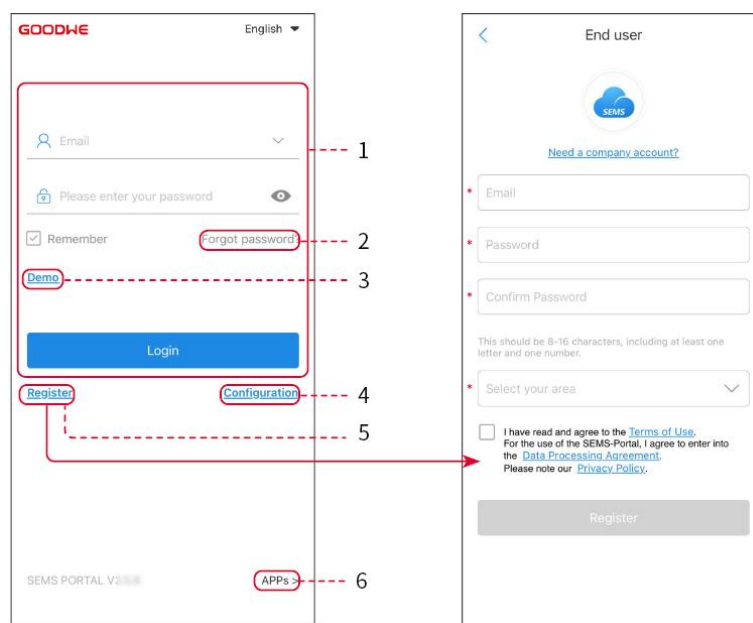 GOODWE
English
Email
1
Please enter your password
Remember
Forgot password?
2
Demo
3
Login
Register
Configuration
4
5
SEMS PORTAL V
APPs >
6
End user
SEMS
Need a company account?
* Email
* Password
* Confirm Password
This should be 8-16 characters, including at least one
letter and one number.
* Select your area
I have read and agree to the Terms of Use.
For the use of the SEMS-Portal, I agree to enter into
the Data Processing Agreement.
Please note our Privacy Policy.
Register